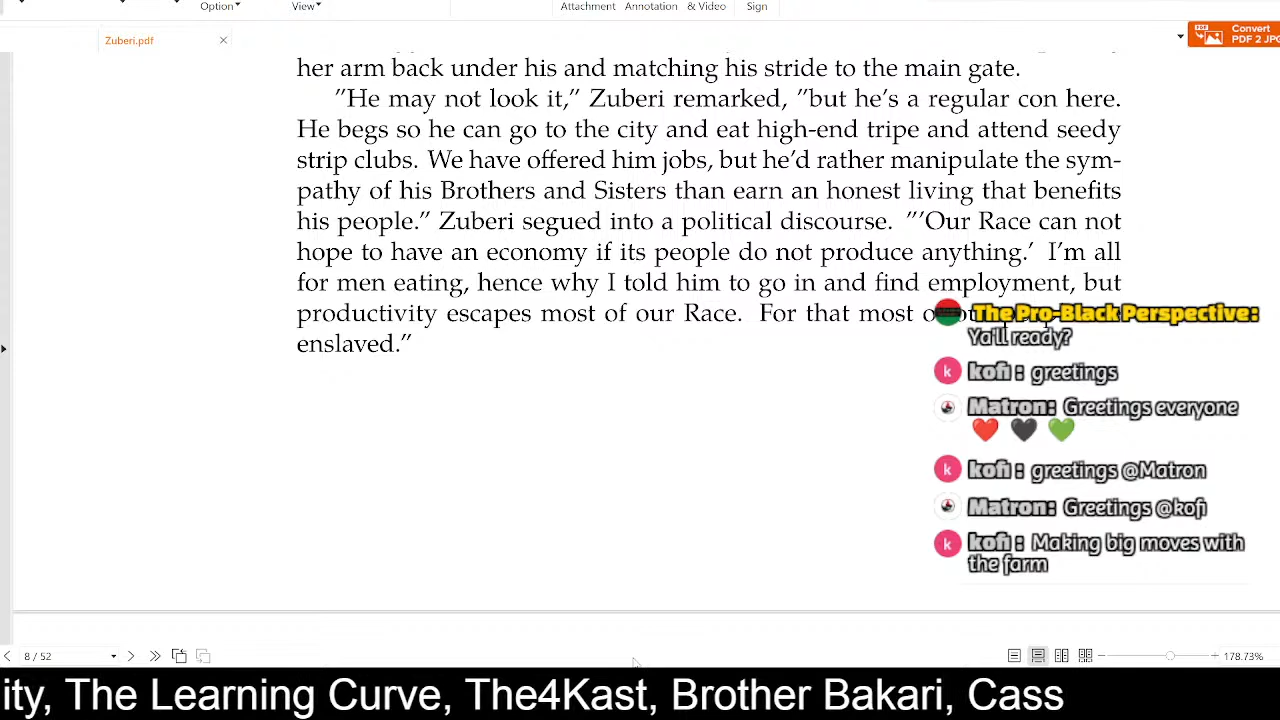 Option
View
Attachment
Annotation
& Video
Sign
Zuberi.pdf
Convert
PDF 2 JPG
her arm back under his and matching his stride to the main gate.
"He may not look it," Zuberi remarked, "but he's a regular con here.
He begs so he can go to the city and eat high-end tripe and attend seedy
strip clubs. We have offered him jobs, but he'd rather manipulate the sym-
pathy of his Brothers and Sisters than earn an honest living that benefits
his people." Zuberi segued into a political discourse. "'Our Race can not
hope to have an economy if its people do not produce anything.' I'm all
for men eating, hence why I told him to go in and find employment, but
productivity escapes most of our Race. For that most
enslaved."
The Pro-Black Perspective:
Ya'll ready?
k kofi : greetings
Matron: Greetings everyone
❤️ 🖤 💚
k kofi : greetings @Matron
Matron: Greetings @kofi
k kofi : Making big moves with
the farm
8 / 52
178.73%
ity, The Learning Curve, The4Kast, Brother Bakari, Cass